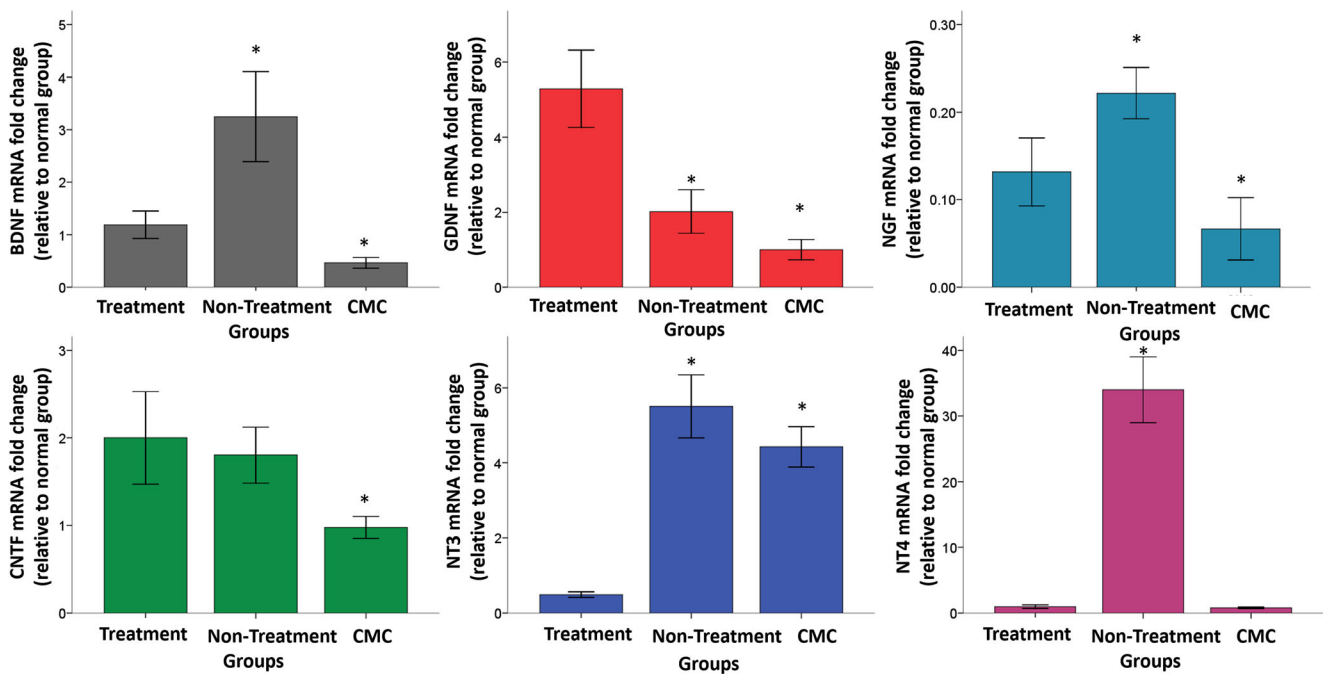 BDNF mRNA fold change
(relative to normal group)
5
4
3
2
1
0
*
*
Treatment Non-Treatment CMC
Groups
GDNF mRNA fold change
(relative to normal group)
6
4
2
0
*
*
Treatment Non-Treatment CMC
Groups
NGF mRNA fold change
(relative to normal group)
0.30
0.20
0.10
0.00
*
*
Treatment Non-Treatment CMC
Groups
CNTF mRNA fold change
(relative to normal group)
3
2
1
0
*
Treatment Non-Treatment CMC
Groups
NT3 mRNA fold change
(relative to normal group)
6
4
2
0
*
*
Treatment Non-Treatment CMC
Groups
NT4 mRNA fold change
(relative to normal group)
40
30
20
10
0
*
Treatment Non-Treatment CMC
Groups